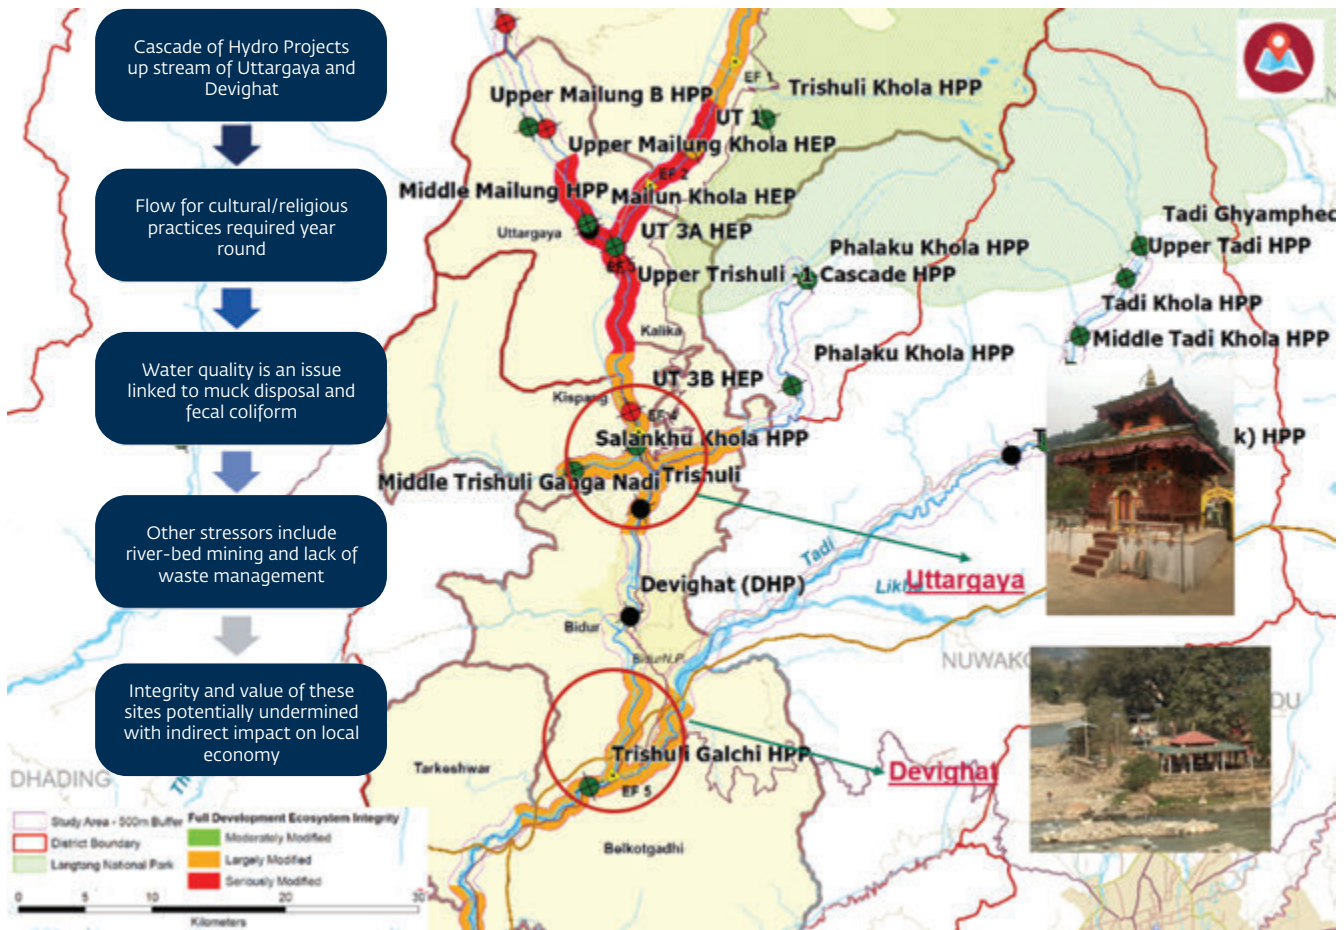 Cascade of Hydro Projects
up stream of Uttargaya and
Devighat
Flow for cultural/religious
practices required year
round
Water quality is an issue
linked to muck disposal and
fecal coliform
Other stressors include
river-bed mining and lack of
waste management
Integrity and value of these
sites potentially undermined
with indirect impact on local
economy
EF 1
Trishuli Khola HPP
Upper Mailung B HPP
UT 1
Upper Mailung Khola HEP
EF 2
Middle Mailung HPP
Mailun Khola HEP
Uttargaya
UT 3A HEP
Tadi Ghyamphed
Upper Tadi HPP
Phalaku Khola HPP
EF 3
Upper Trishuli -1 Cascade HPP
Tadi Khola HPP
Kalika
Middle Tadi Khola HPP
Phalaku Khola HPP
UT 3B HEP
Kispang
EF 4
Salankhu Khola HPP
k) HPP
Middle Trishuli Ganga Nadi
Trishuli
Tadi
Devighat (DHP)
Uttargaya
Bidur
Bidur N.P.
Trishuli Galchi HPP
Devighat
EF 5
Tarkeshwar
Belkotgadhi
DHADING
Study Area - 500m Buffer
District Boundary
Langtang National Park
Full Development Ecosystem Integrity
Moderately Modified
Largely Modified
Seriously Modified
0 5 10 20 30
Kilometers